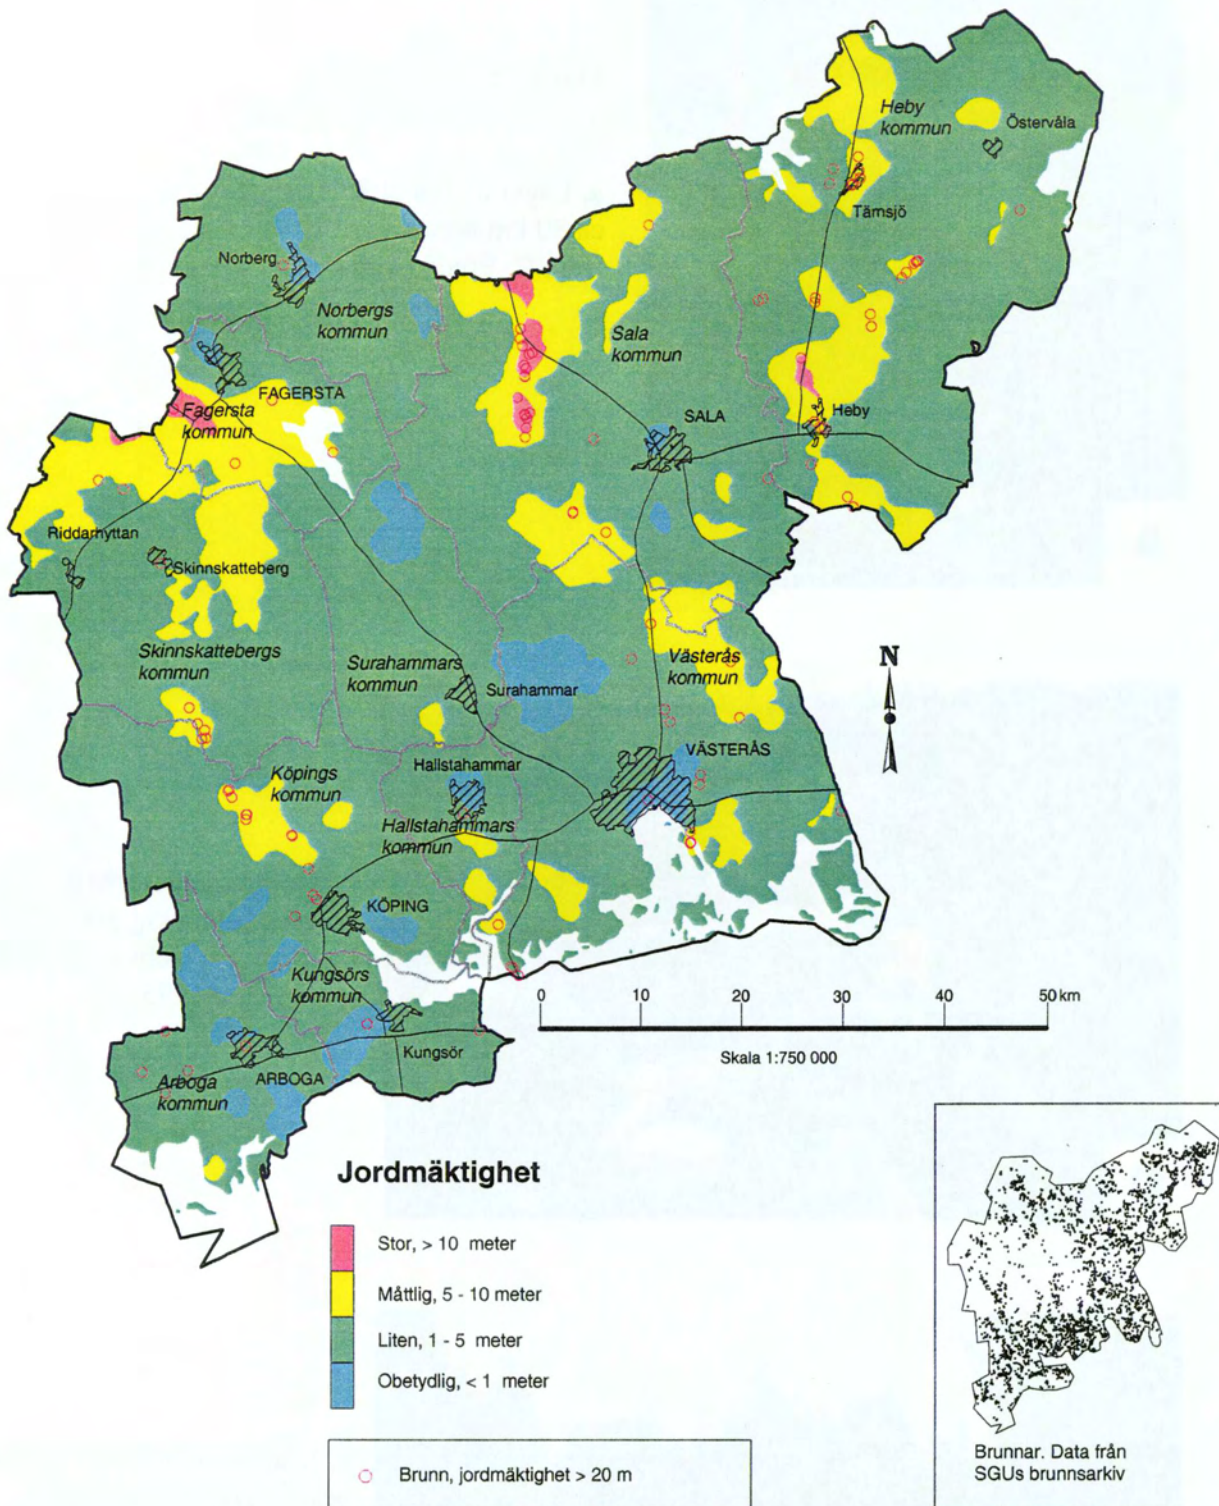 Heby
kommun
Östervåla
Tämsjö
Norberg
Norbergs
kommun
Sala
kommun
FAGERSTA
Fagersta
kommun
SALA
Heby
Riddarhyttan
Skinnskatteberg
Skinnskattebergs
kommun
Surahammars
kommun
Surahammar
Västerås
kommun
N
VÄSTERÅS
Hallstahammar
Köpings
kommun
Hallstahammars
kommun
KÖPING
Kungsörs
kommun
Kungsör
ARBOGA
Arboga
kommun
0 10 20 30 40 50 km
Skala 1:750 000
Jordmäktighet
Stor, > 10 meter
Måttlig, 5 - 10 meter
Liten, 1 - 5 meter
Obetydlig, < 1 meter
Brunn, jordmäktighet > 20 m
Brunnar. Data från
SGUs brunnsarkiv